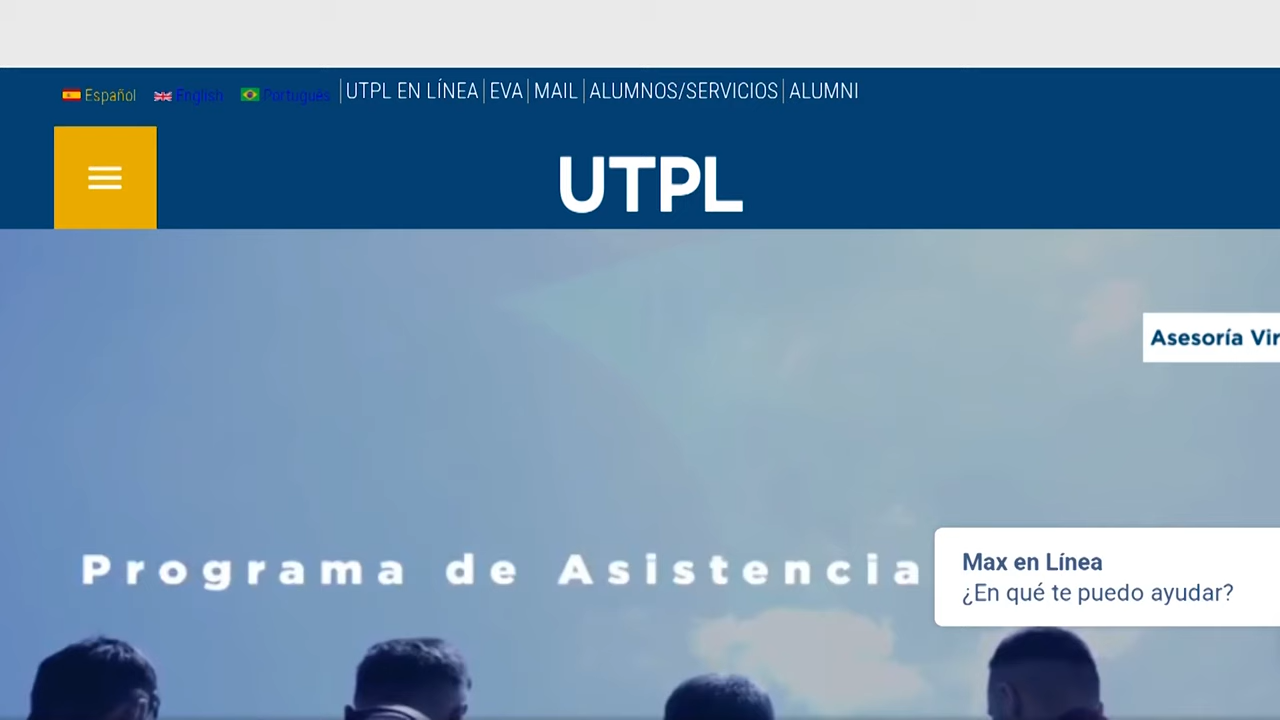 Español English Português UTPL EN LÍNEA EVA MAIL ALUMNOS/SERVICIOS ALUMNI
UTPL
Asesoría Vir
Programa de Asistencia
Max en Línea
¿En qué te puedo ayudar?